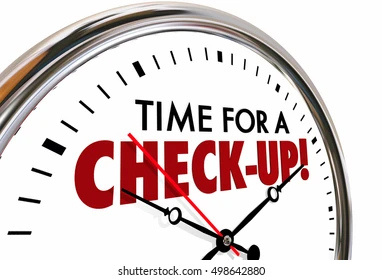 TIME FOR A
CHECK-UP!
shutterstock.com · 498642880